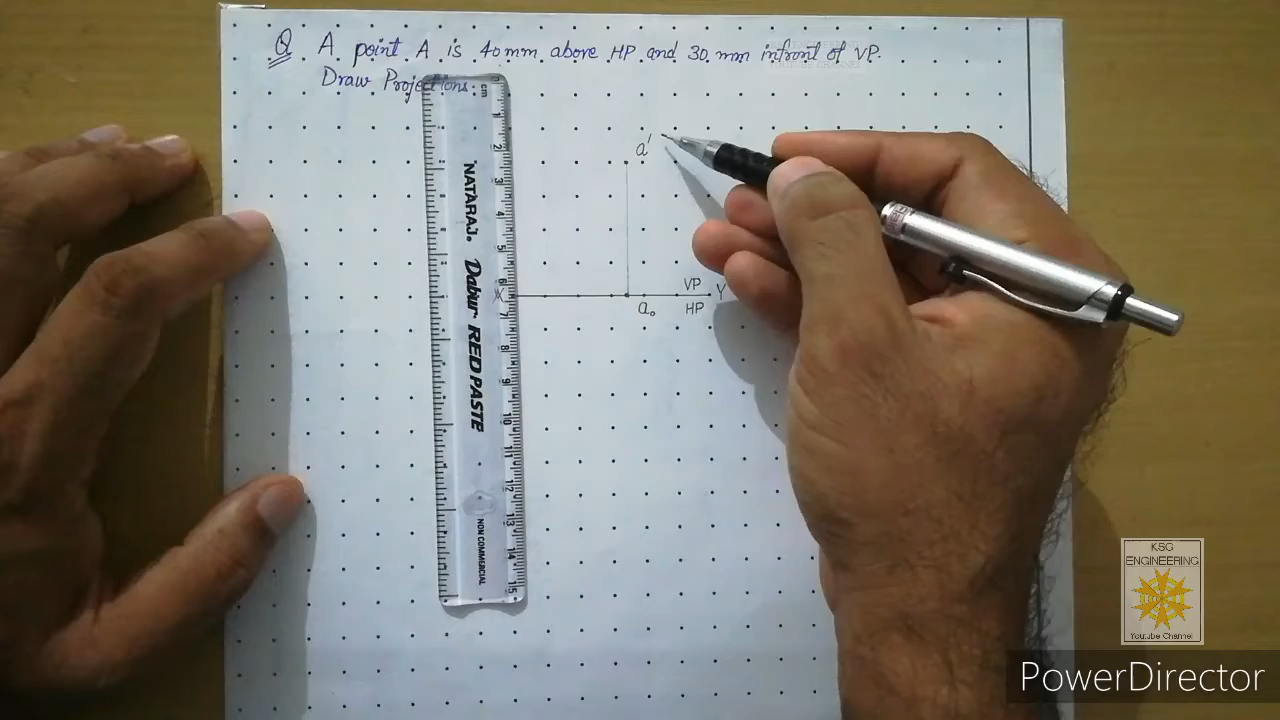 Q. A point A is 40mm above HP and 30 mm infront of VP.
Draw Projections.
cm
1
2
3
4
5
6
7
8
9
10
11
12
13
14
15
NATARAJ. Dabur RED PASTE
NON COMMERCIAL
a'
X
VP
Y
a₀
HP
KSG
ENGINEERING
Youtube Channel
PowerDirector